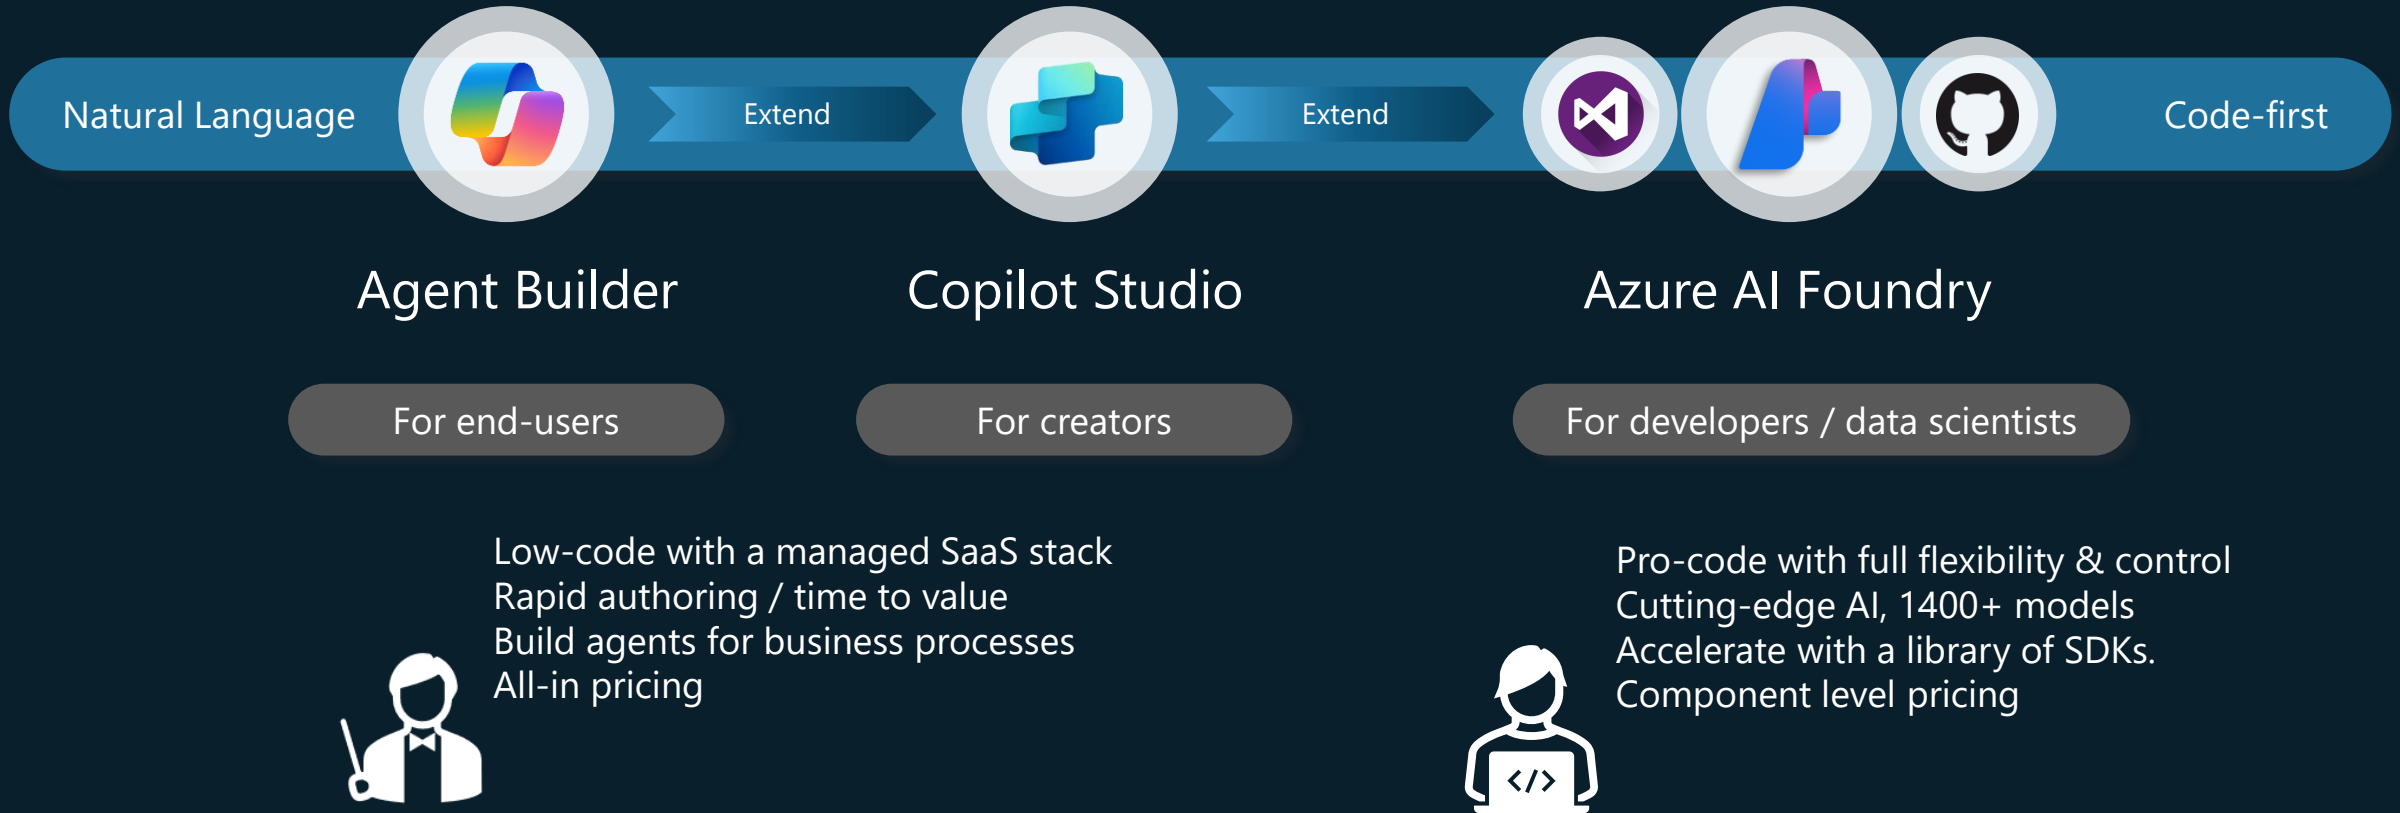 Natural Language
Extend
Extend
Code-first
Agent Builder
Copilot Studio
Azure AI Foundry
For end-users
For creators
For developers / data scientists
Low-code with a managed SaaS stack
Rapid authoring / time to value
Build agents for business processes
All-in pricing
Pro-code with full flexibility & control
Cutting-edge AI, 1400+ models
Accelerate with a library of SDKs.
Component level pricing
</>